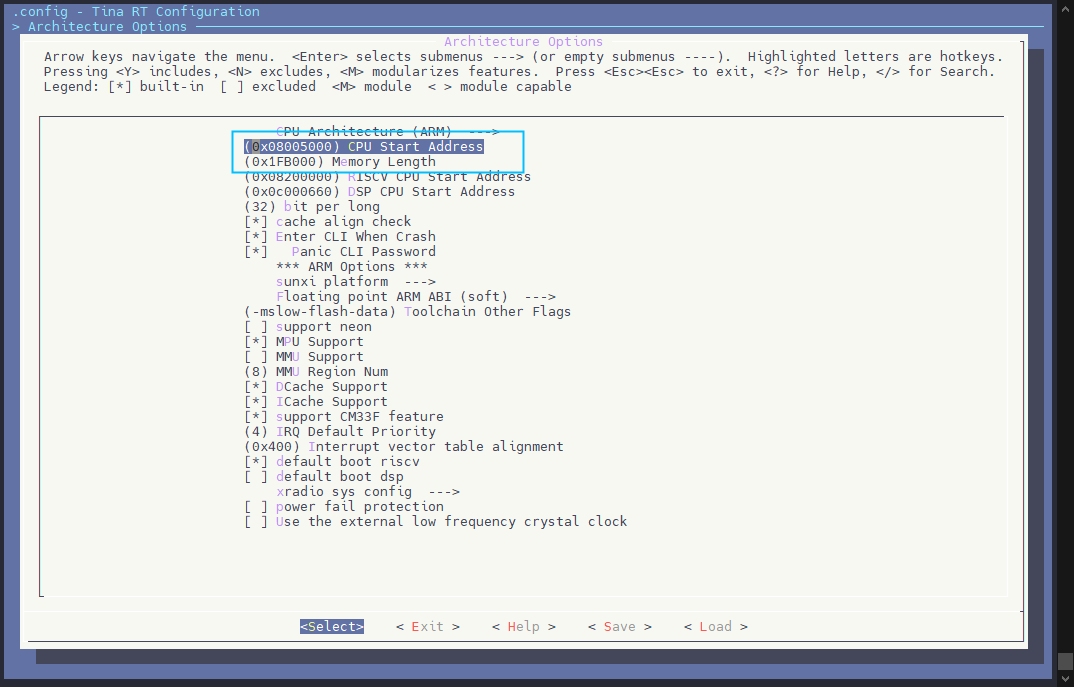 .config - Tina RT Configuration
> Architecture Options
Architecture Options
Arrow keys navigate the menu.  <Enter> selects submenus ---> (or empty submenus ----).  Highlighted letters are hotkeys.
Pressing <Y> includes, <N> excludes, <M> modularizes features.  Press <Esc><Esc> to exit, <?> for Help, </> for Search.
Legend: [*] built-in  [ ] excluded  <M> module  < > module capable
CPU Architecture (ARM)  --->
(0x08005000) CPU Start Address
(0x1FB000) Memory Length
(0x08200000) RISCV CPU Start Address
(0x0c000660) DSP CPU Start Address
(32) bit per long
[*] cache align check
[*] Enter CLI When Crash
[*]   Panic CLI Password
*** ARM Options ***
sunxi platform  --->
Floating point ARM ABI (soft)  --->
(-mslow-flash-data) Toolchain Other Flags
[ ] support neon
[*] MPU Support
[ ] MMU Support
(8) MMU Region Num
[*] DCache Support
[*] ICache Support
[*] support CM33F feature
(4) IRQ Default Priority
(0x400) Interrupt vector table alignment
[*] default boot riscv
[ ] default boot dsp
xradio sys config  --->
[ ] power fail protection
[ ] Use the external low frequency crystal clock
<Select>    < Exit >    < Help >    < Save >    < Load >